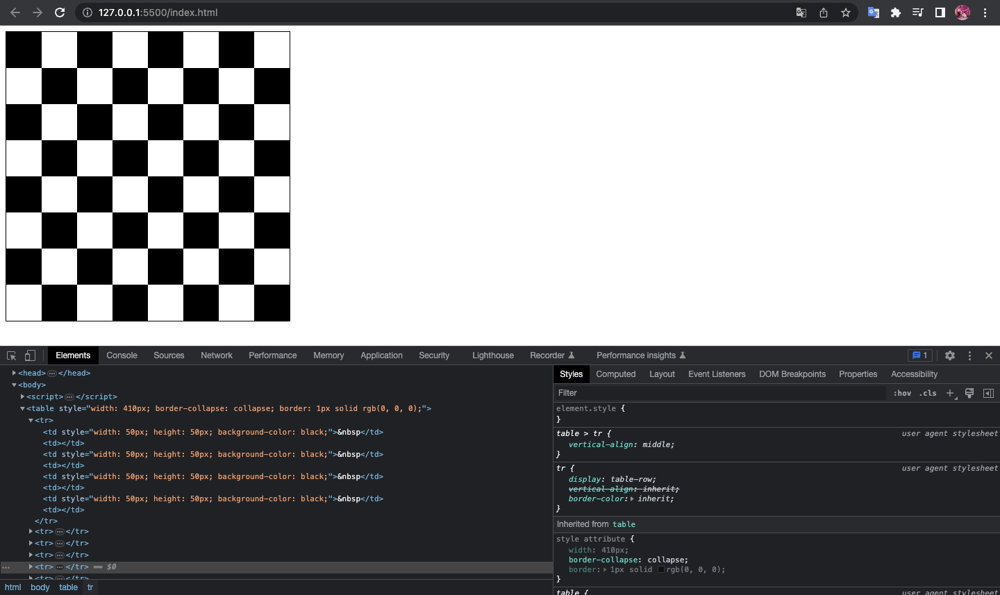 127.0.0.1:5500/index.html
Elements Console Sources Network Performance Memory Application Security Lighthouse Recorder Performance insights 1
<head>…</head>
<body>
<script>…</script>
<table style="width: 410px; border-collapse: collapse; border: 1px solid rgb(0, 0, 0);">
<tr>
<td style="width: 50px; height: 50px; background-color: black;">&nbsp</td>
<td></td>
<td style="width: 50px; height: 50px; background-color: black;">&nbsp</td>
<td></td>
<td style="width: 50px; height: 50px; background-color: black;">&nbsp</td>
<td></td>
<td style="width: 50px; height: 50px; background-color: black;">&nbsp</td>
<td></td>
</tr>
<tr>…</tr>
<tr>…</tr>
<tr>…</tr>
… <tr>…</tr> == $0
<tr>…</tr>
html body table tr
Styles Computed Layout Event Listeners DOM Breakpoints Properties Accessibility
Filter :hov .cls +
element.style {
}
table > tr { user agent stylesheet
vertical-align: middle;
}
tr { user agent stylesheet
display: table-row;
vertical-align: inherit;
border-color: inherit;
}
Inherited from table
style attribute {
width: 410px;
border-collapse: collapse;
border: 1px solid rgb(0, 0, 0);
}
table { user agent stylesheet